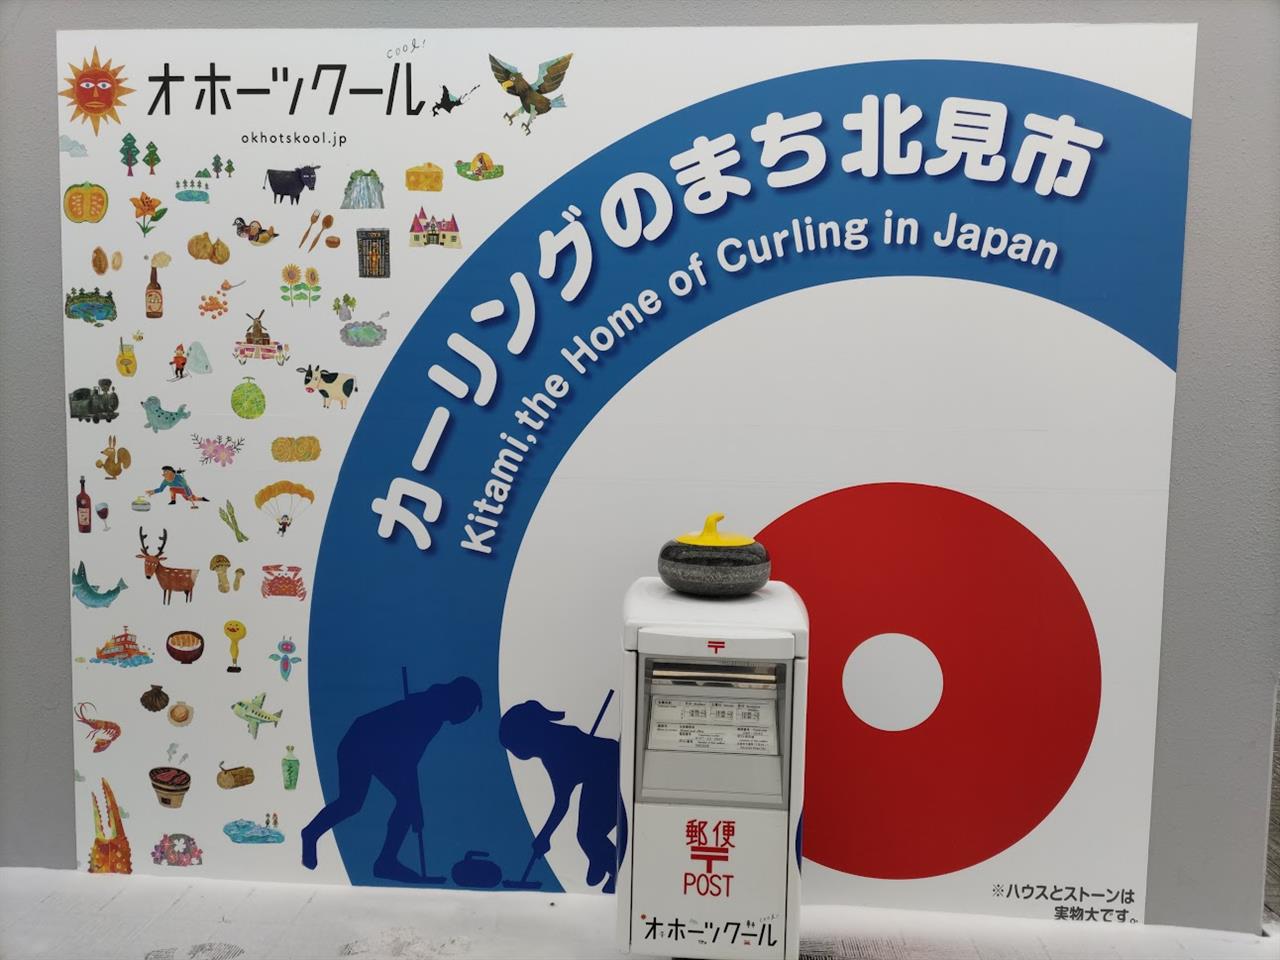 cool!
オホーツクール
okhotskool.jp
カーリングのまち北見市
Kitami, the Home of Curling in Japan
〒
郵便
〒
POST
オホーツクール
※ハウスとストーンは
実物大です。